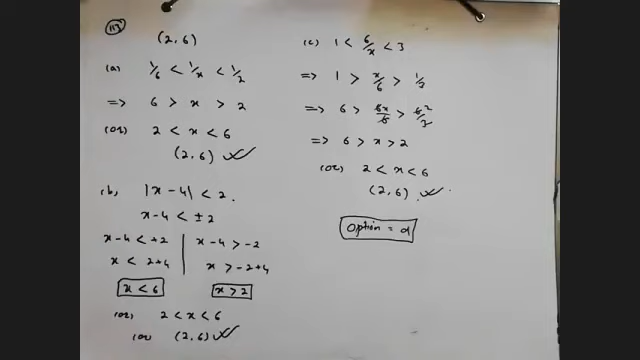 117
(2,6)
(a) 1/6 < 1/x < 1/2
=> 6 > x > 2
(or) 2 < x < 6
(2,6)
(b) |x-4| < 2.
x-4 < ±2
x-4 < +2 | x-4 > -2
x < 2+4 | x > -2+4
x < 6 x > 2
(or) 2 < x < 6
(or) (2,6)
(c) 1 < 6/x < 3
=> 1 > x/6 > 1/3
=> 6 > 6x/6 > 6/3 2
=> 6 > x > 2
(or) 2 < x < 6
(2,6)
Option = d